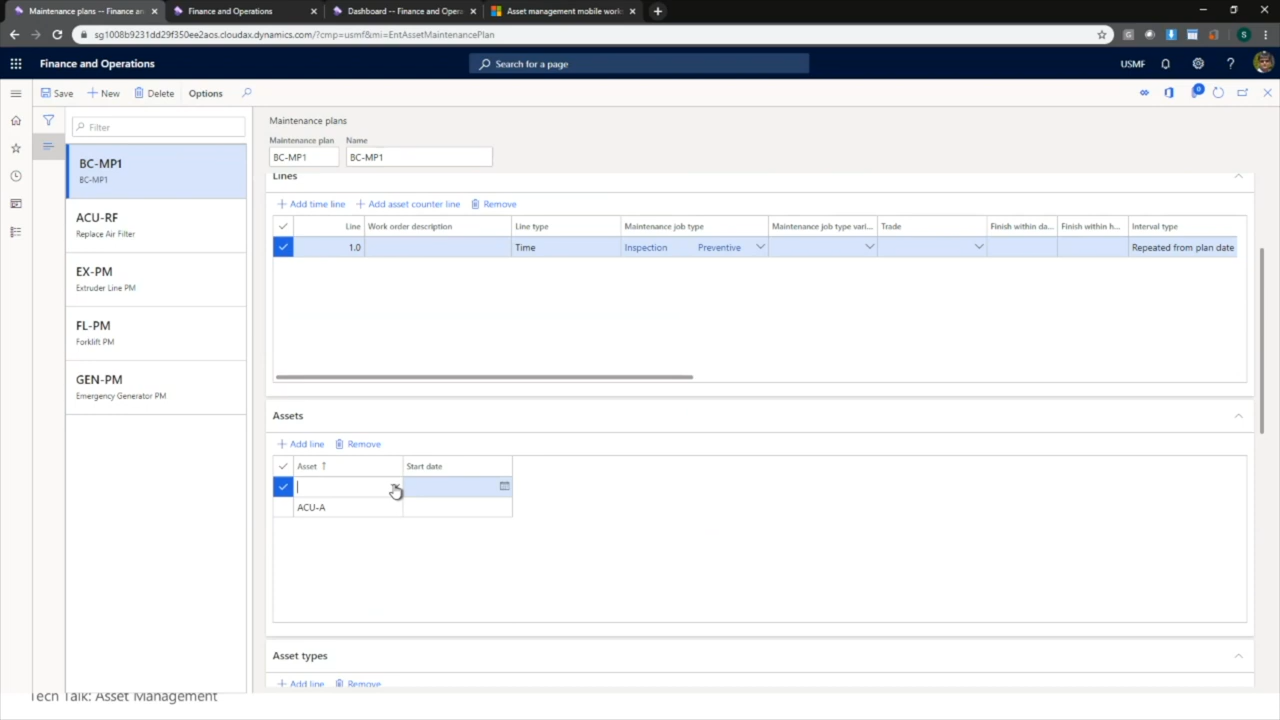 Maintenance plans -- Finance an
Finance and Operations
Dashboard -- Finance and Opera
Asset management mobile works
sg1008b9231dd29f350ee2aos.cloudax.dynamics.com/?cmp=usmf&mi=EntAssetMaintenancePlan
Finance and Operations
Search for a page
USMF
Save
New
Delete
Options
0
Filter
BC-MP1
BC-MP1
ACU-RF
Replace Air Filter
EX-PM
Extruder Line PM
FL-PM
Forklift PM
GEN-PM
Emergency Generator PM
Maintenance plans
Maintenance plan Name
BC-MP1 BC-MP1
Lines
Add time line Add asset counter line Remove
Line Work order description Line type Maintenance job type Maintenance job type vari... Trade Finish within da... Finish within h... Interval type
1.0 Time Inspection Preventive Repeated from plan date
Assets
Add line Remove
Asset ↑ Start date
ACU-A
Asset types
Add line Remove
Tech Talk: Asset Management